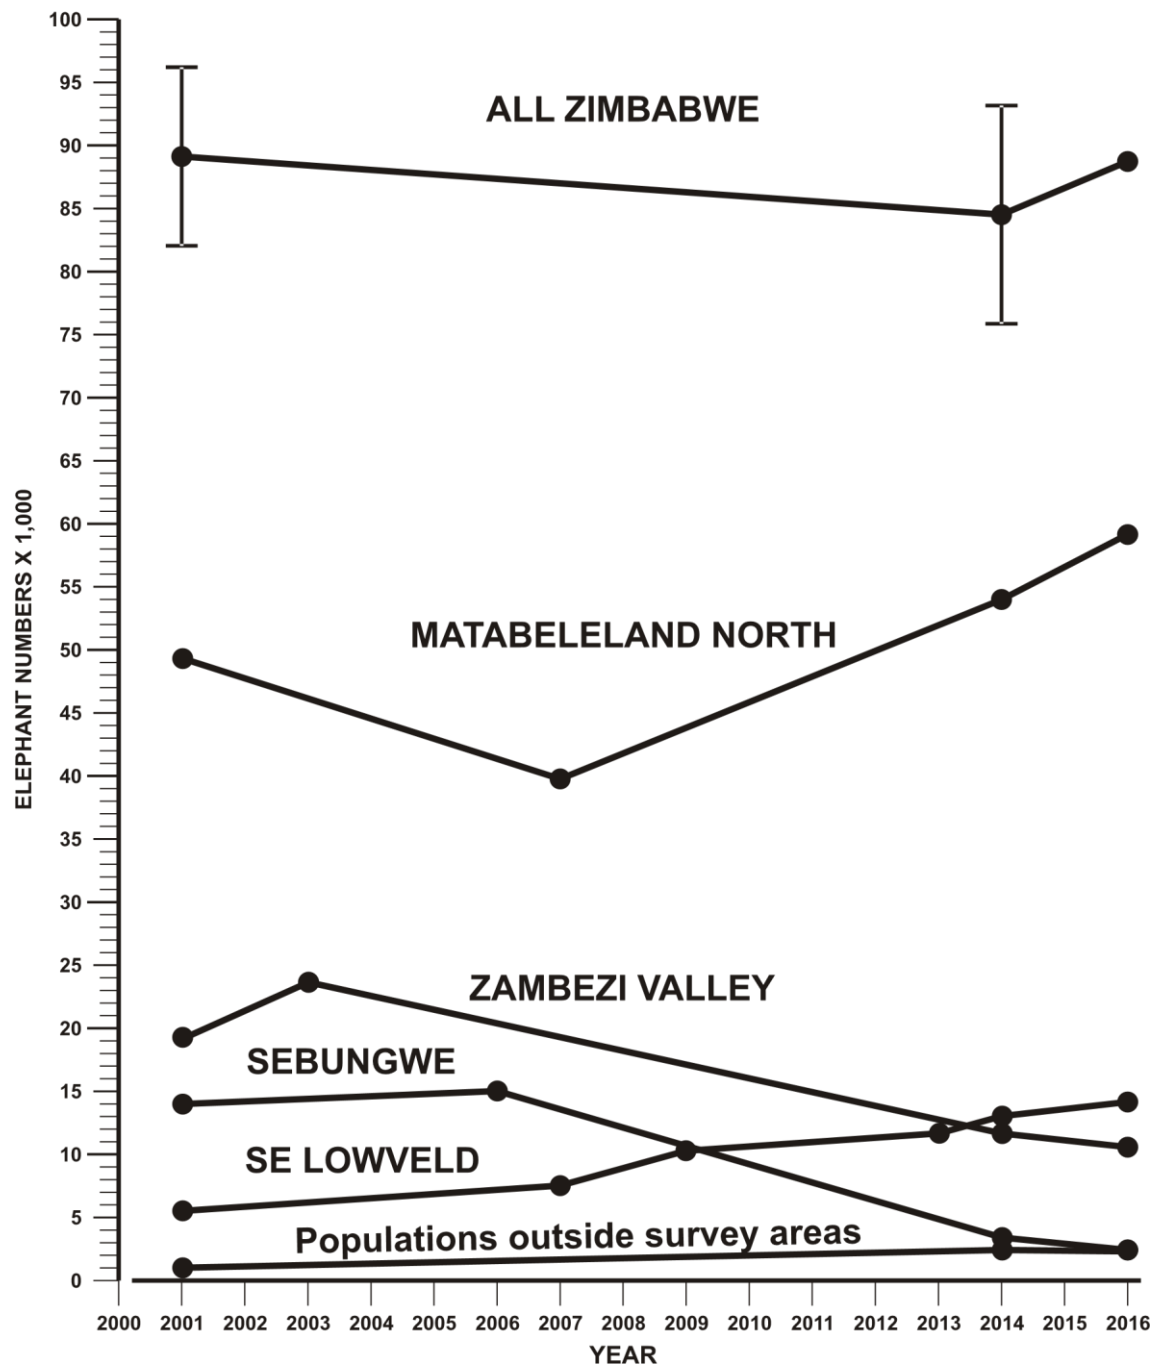 100
95
ALL ZIMBABWE
90
85
80
75
70
65
60
55
MATABELELAND NORTH
50
45
40
35
30
25
ZAMBEZI VALLEY
20
SEBUNGWE
15
10
SE LOWVELD
5
Populations outside survey areas
0
ELEPHANT NUMBERS X 1,000
2000 2001 2002 2003 2004 2005 2006 2007 2008 2009 2010 2011 2012 2013 2014 2015 2016
YEAR